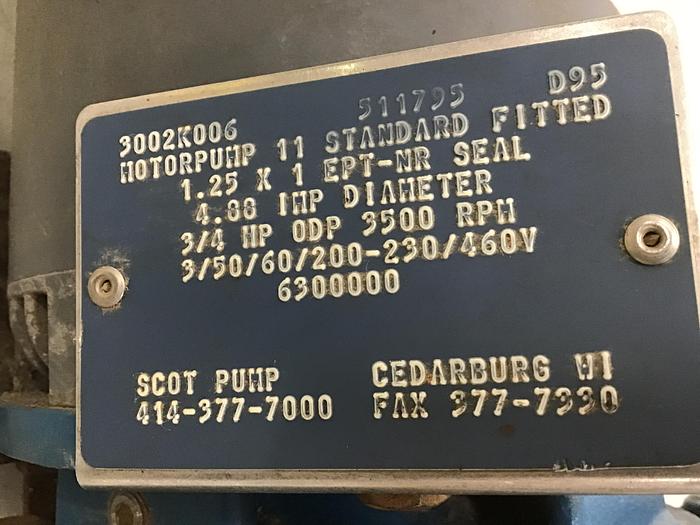 3002K006 511795 D95
MOTORPUMP 11 STANDARD FITTED
1.25 X 1 EPT-NR SEAL
4.88 IMP DIAMETER
3/4 HP ODP 3500 RPM
3/50/60/200-230/460V
6300000
SCOT PUMP CEDARBURG WI
414-377-7000 FAX 377-7330